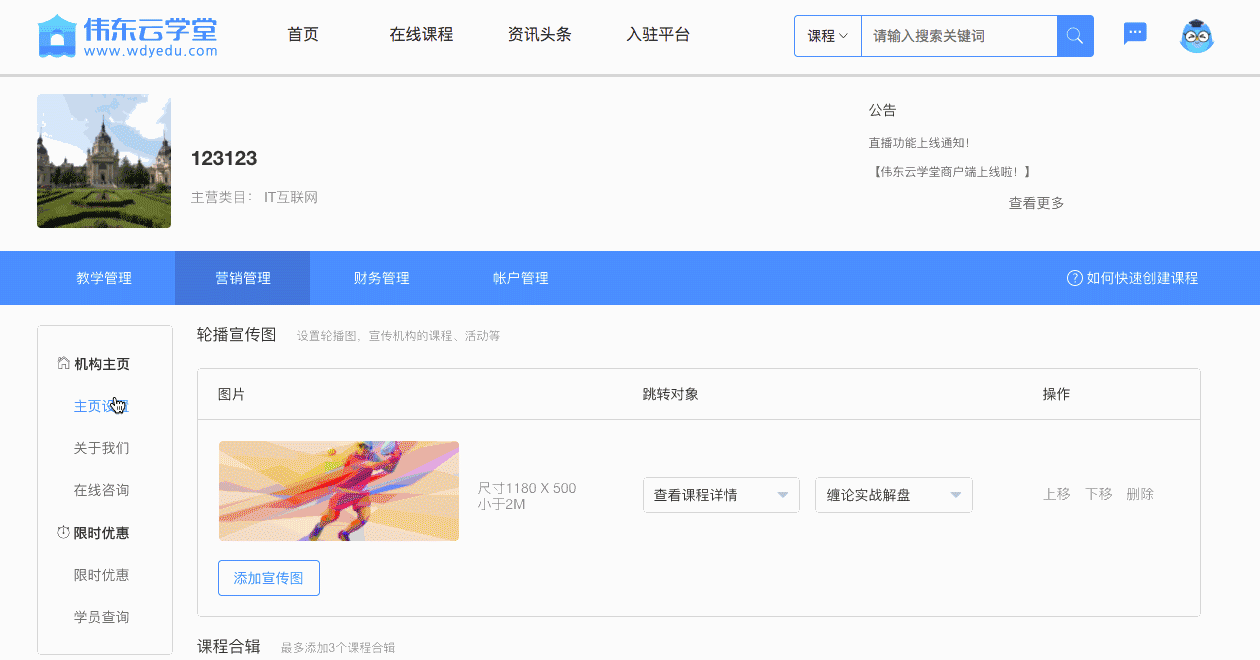 伟东云学堂
www.wdyedu.com
首页 在线课程 资讯头条 入驻平台
课程 请输入搜索关键词
123123
主营类目： IT互联网
公告
直播功能上线通知！
【伟东云学堂商户端上线啦！】
查看更多
教学管理 营销管理 财务管理 帐户管理 ? 如何快速创建课程
机构主页
主页设置
关于我们
在线咨询
限时优惠
限时优惠
学员查询
轮播宣传图 设置轮播图，宣传机构的课程、活动等
图片 跳转对象 操作
尺寸1180 X 500
小于2M
查看课程详情 缠论实战解盘 上移 下移 删除
添加宣传图
课程合辑 最多添加3个课程合辑